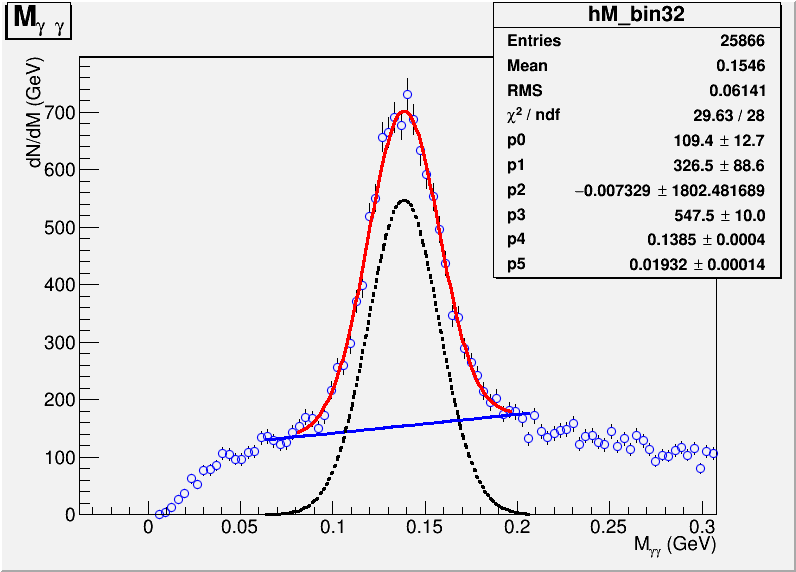 M γ γ
hM_bin32
Entries 25866
Mean 0.1546
RMS 0.06141
χ² / ndf 29.63 / 28
p0 109.4 ± 12.7
p1 326.5 ± 88.6
p2 −0.007329 ± 1802.481689
p3 547.5 ± 10.0
p4 0.1385 ± 0.0004
p5 0.01932 ± 0.00014
dN/dM (GeV)
700
600
500
400
300
200
100
0
0 0.05 0.1 0.15 0.2 0.25 0.3
M γγ (GeV)